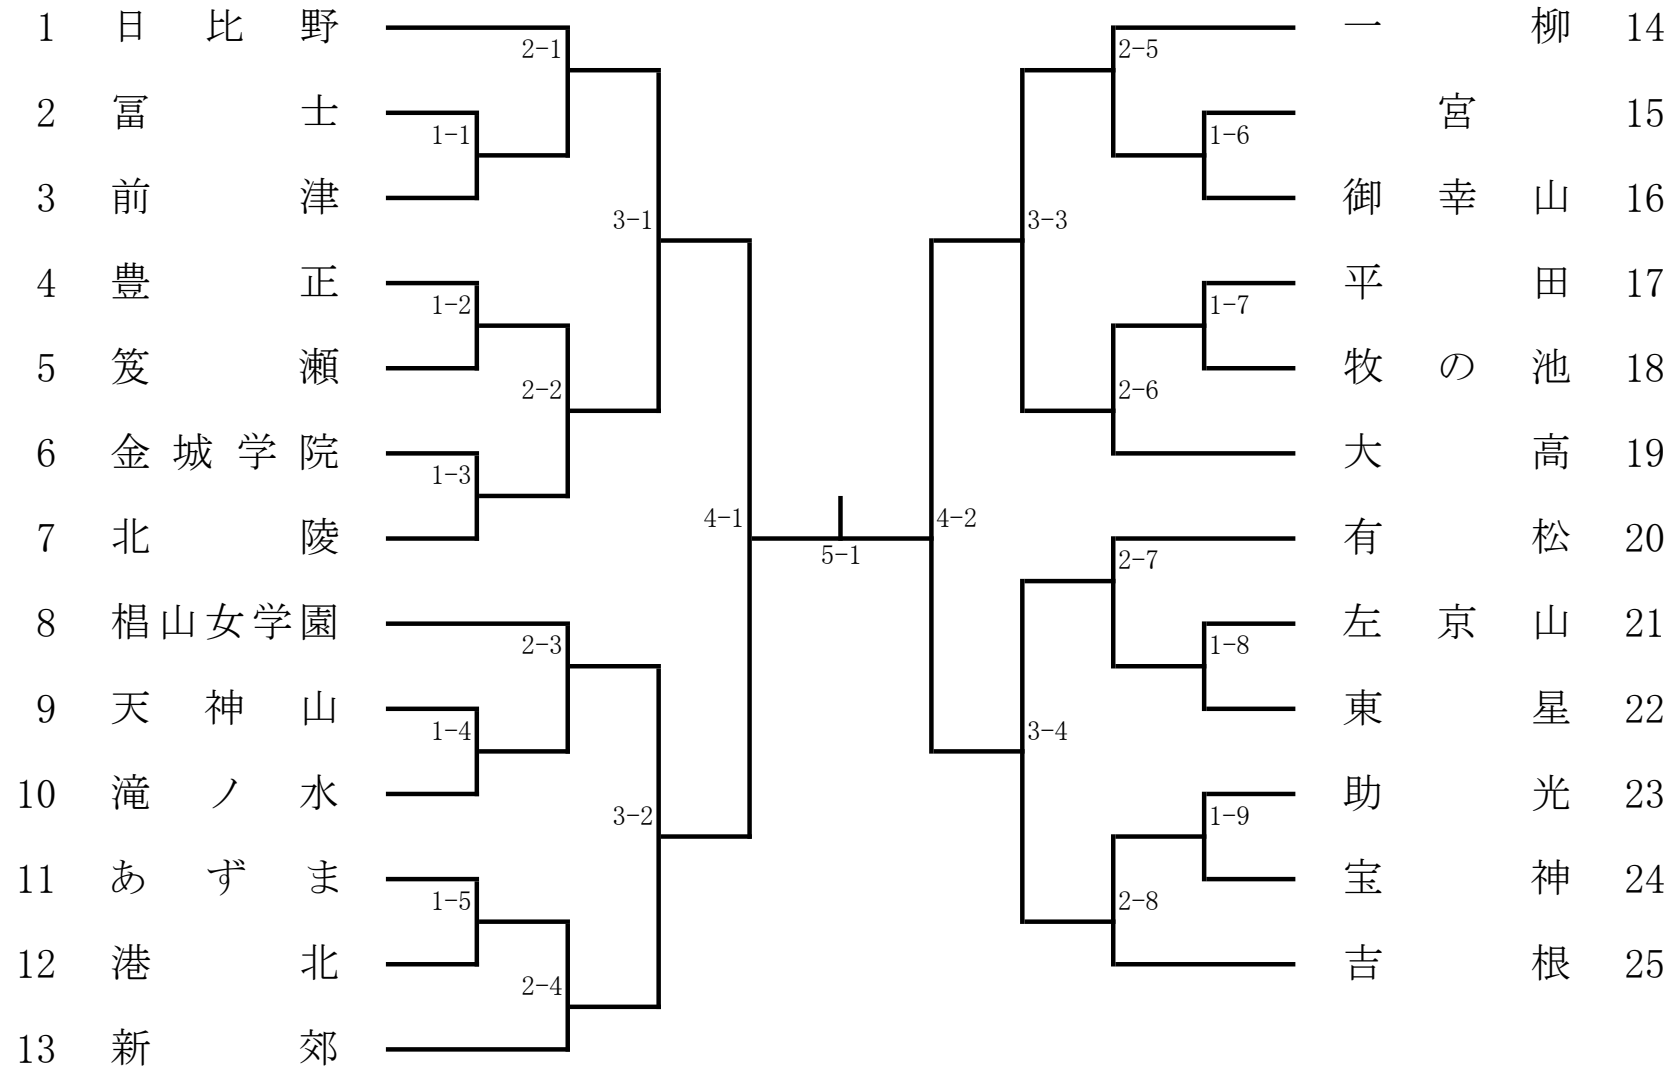 1 日比野 2-1 2-5 一柳 14
2 冨士 1-1 1-6 宮 15
3 前津 3-1 3-3 御幸山 16
4 豊正 1-2 1-7 平田 17
5 笈瀬 2-2 2-6 牧の池 18
6 金城学院 1-3 大高 19
7 北陵 4-1 5-1 4-2 2-7 有松 20
8 椙山女学園 2-3 1-8 左京山 21
9 天神山 1-4 3-4 東星 22
10 滝ノ水 3-2 1-9 助光 23
11 あずま 1-5 2-8 宝神 24
12 港北 2-4 吉根 25
13 新郊